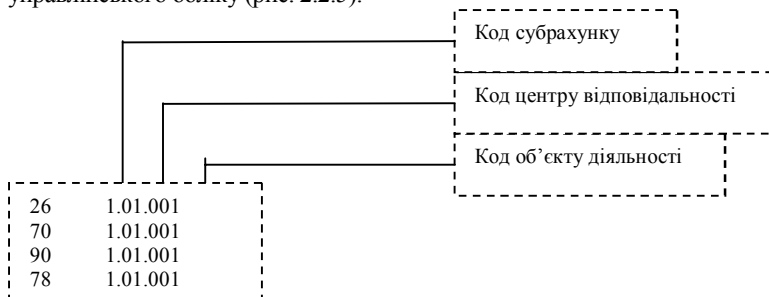 управлінського обліку (рис. 2.2.3).
Код субрахунку
Код центру відповідальності
Код об’єкту діяльності
26 1.01.001
70 1.01.001
90 1.01.001
78 1.01.001